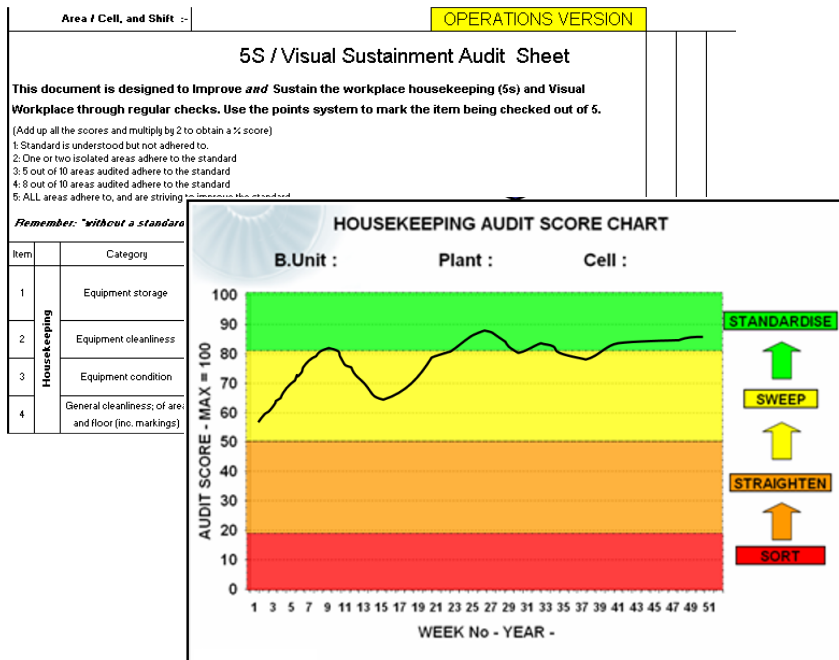 Area / Cell, and Shift :-
OPERATIONS VERSION
5S / Visual Sustainment Audit Sheet
This document is designed to Improve and Sustain the workplace housekeeping (5s) and Visual
Workplace through regular checks. Use the points system to mark the item being checked out of 5.
(Add up all the scores and multiply by 2 to obtain a % score)
1: Standard is understood but not adhered to.
2: One or two isolated areas adhere to the standard
3: 5 out of 10 areas audited adhere to the standard
4: 8 out of 10 areas audited adhere to the standard
5: ALL areas adhere to, and are striving to improve the standard
Remember: "without a standard
Item
Category
1
Equipment storage
2
Equipment cleanliness
3
Equipment condition
4
General cleanliness; of area
and floor (inc. markings)
Housekeeping
HOUSEKEEPING AUDIT SCORE CHART
B.Unit :
Plant :
Cell :
AUDIT SCORE - MAX = 100
100
90
80
70
60
50
40
30
20
10
0
1 3 5 7 9 11 13 15 17 19 21 23 25 27 29 31 33 35 37 39 41 43 45 47 49 51
WEEK No - YEAR -
STANDARDISE
SWEEP
STRAIGHTEN
SORT